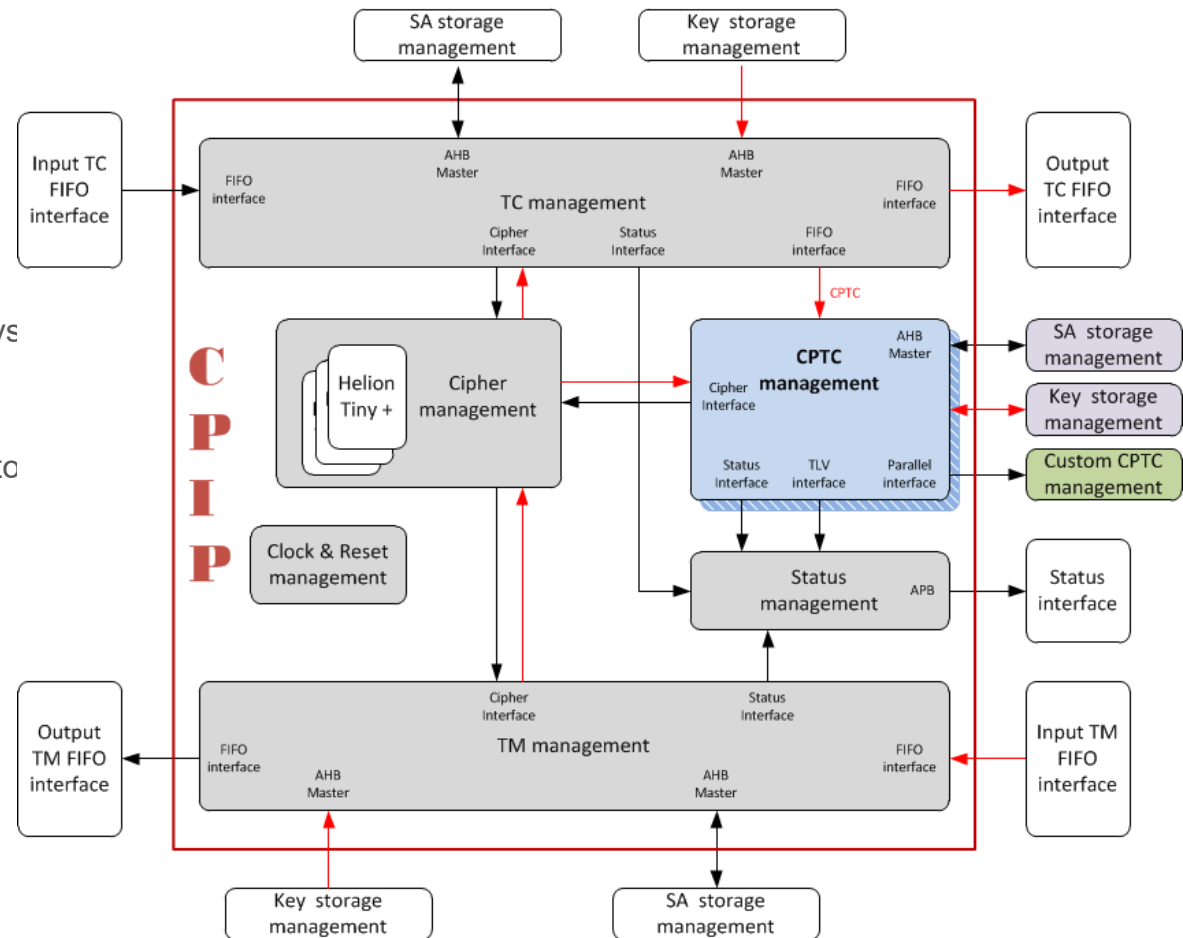 SA storage
management
Key  storage
management
Input TC
FIFO
interface
FIFO
interface
AHB
Master
AHB
Master
FIFO
interface
TC management
Cipher
Interface
Status
Interface
FIFO
interface
Output
TC FIFO
interface
CPTC
C
P
I
P
Helion
Tiny +
Cipher
management
CPTC
management
AHB
Master
Cipher
Interface
Status
Interface
TLV
interface
Parallel
interface
SA  storage
management
Key  storage
management
Custom CPTC
management
Clock & Reset
management
Status
management
APB
Status
interface
Output
TM FIFO
interface
Cipher
Interface
Status
Interface
TM management
FIFO
interface
AHB
Master
AHB
Master
FIFO
interface
Input TM
FIFO
interface
Key  storage
management
SA  storage
management